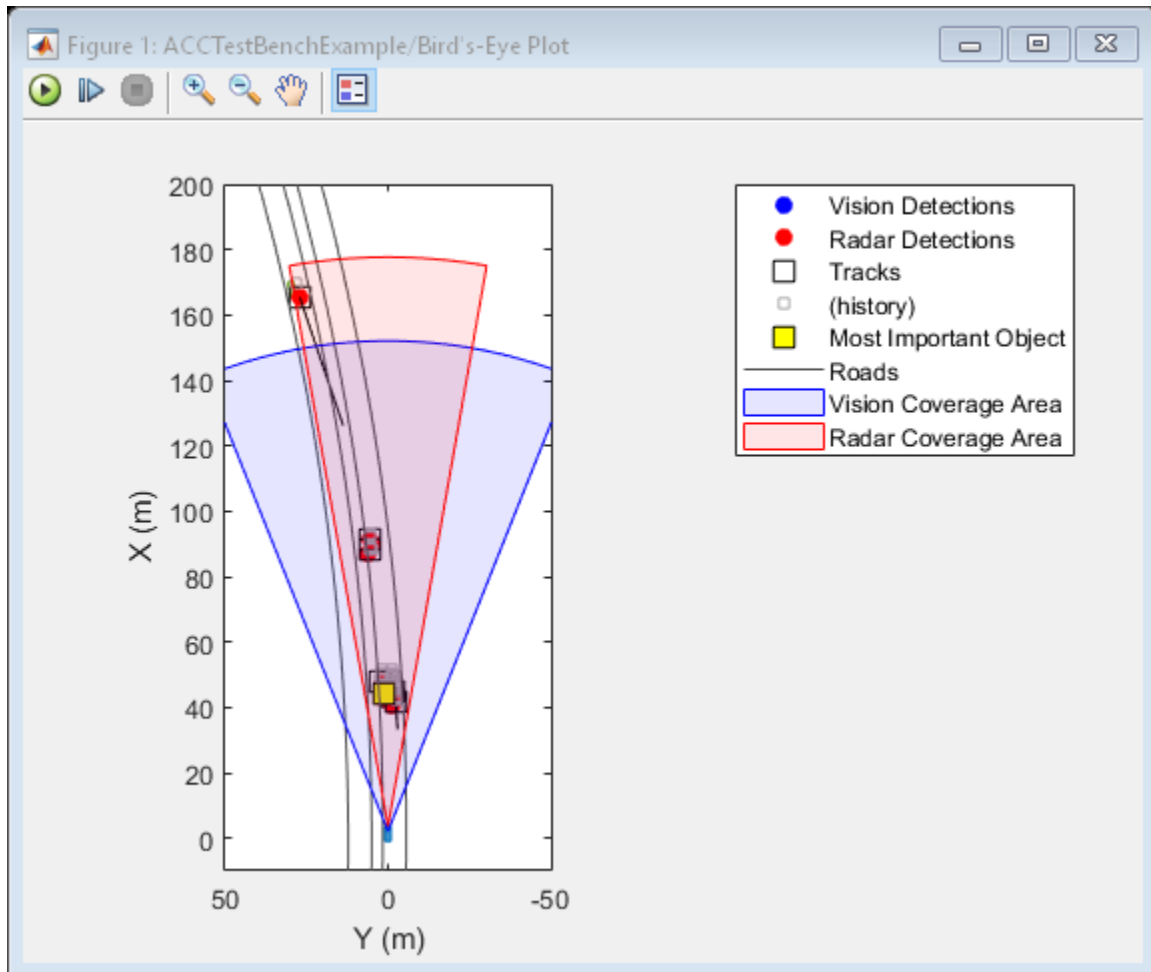 Figure 1: ACCTestBenchExample/Bird's-Eye Plot
200
180
160
140
120
100
80
60
40
20
0
X (m)
50 0 -50
Y (m)
Vision Detections
Radar Detections
Tracks
(history)
Most Important Object
Roads
Vision Coverage Area
Radar Coverage Area